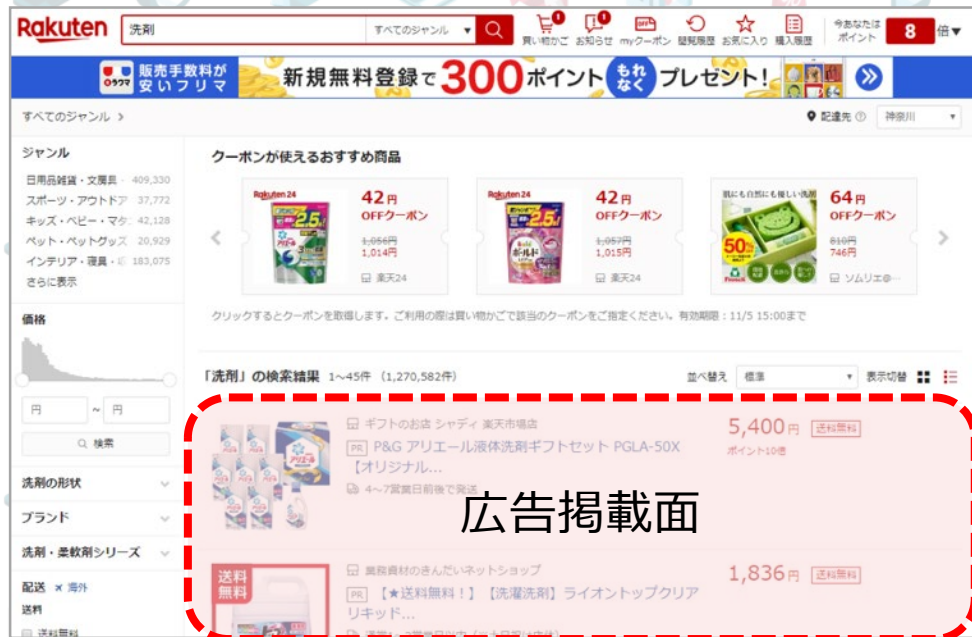 Rakuten
洗剤
すべてのジャンル
買い物かご
お知らせ
myクーポン
閲覧履歴
お気に入り
購入履歴
今あなたは
ポイント
8
倍▼
販売手数料が
安いフリマ
新規無料登録で300ポイント もれなく プレゼント!
すべてのジャンル >
配達先
神奈川
ジャンル
日用品雑貨・文房具 409,330
スポーツ・アウトドア 37,772
キッズ・ベビー・マタ 42,128
ペット・ペットグッズ 20,929
インテリア・寝具・ 183,075
さらに表示
クーポンが使えるおすすめ商品
Rakuten24
42円
OFFクーポン
1,056円
1,014円
楽天24
Rakuten24
42円
OFFクーポン
1,057円
1,015円
楽天24
肌にも自然にも優しい洗剤
50%
64円
OFFクーポン
810円
746円
ソムリエ@…
クリックするとクーポンを取得します。ご利用の際は買い物かごで該当のクーポンをご指定ください。有効期限:11/5 15:00まで
価格
円 ~ 円
検索
「洗剤」の検索結果 1~45件 (1,270,582件)
並べ替え 標準
表示切替
ギフトのお店 シャディ 楽天市場店
PR P&G アリエール液体洗剤ギフトセット PGLA-50X
【オリジナル...
4~7営業日前後で発送
5,400円 送料無料
ポイント10倍
広告掲載面
送料
無料
業務資材のきんだいネットショップ
PR 【★送料無料!】【洗濯洗剤】ライオントップクリア
リキッド...
1,836円 送料無料
洗剤の形状
ブランド
洗剤・柔軟剤シリーズ
配送 海外
送料
送料無料